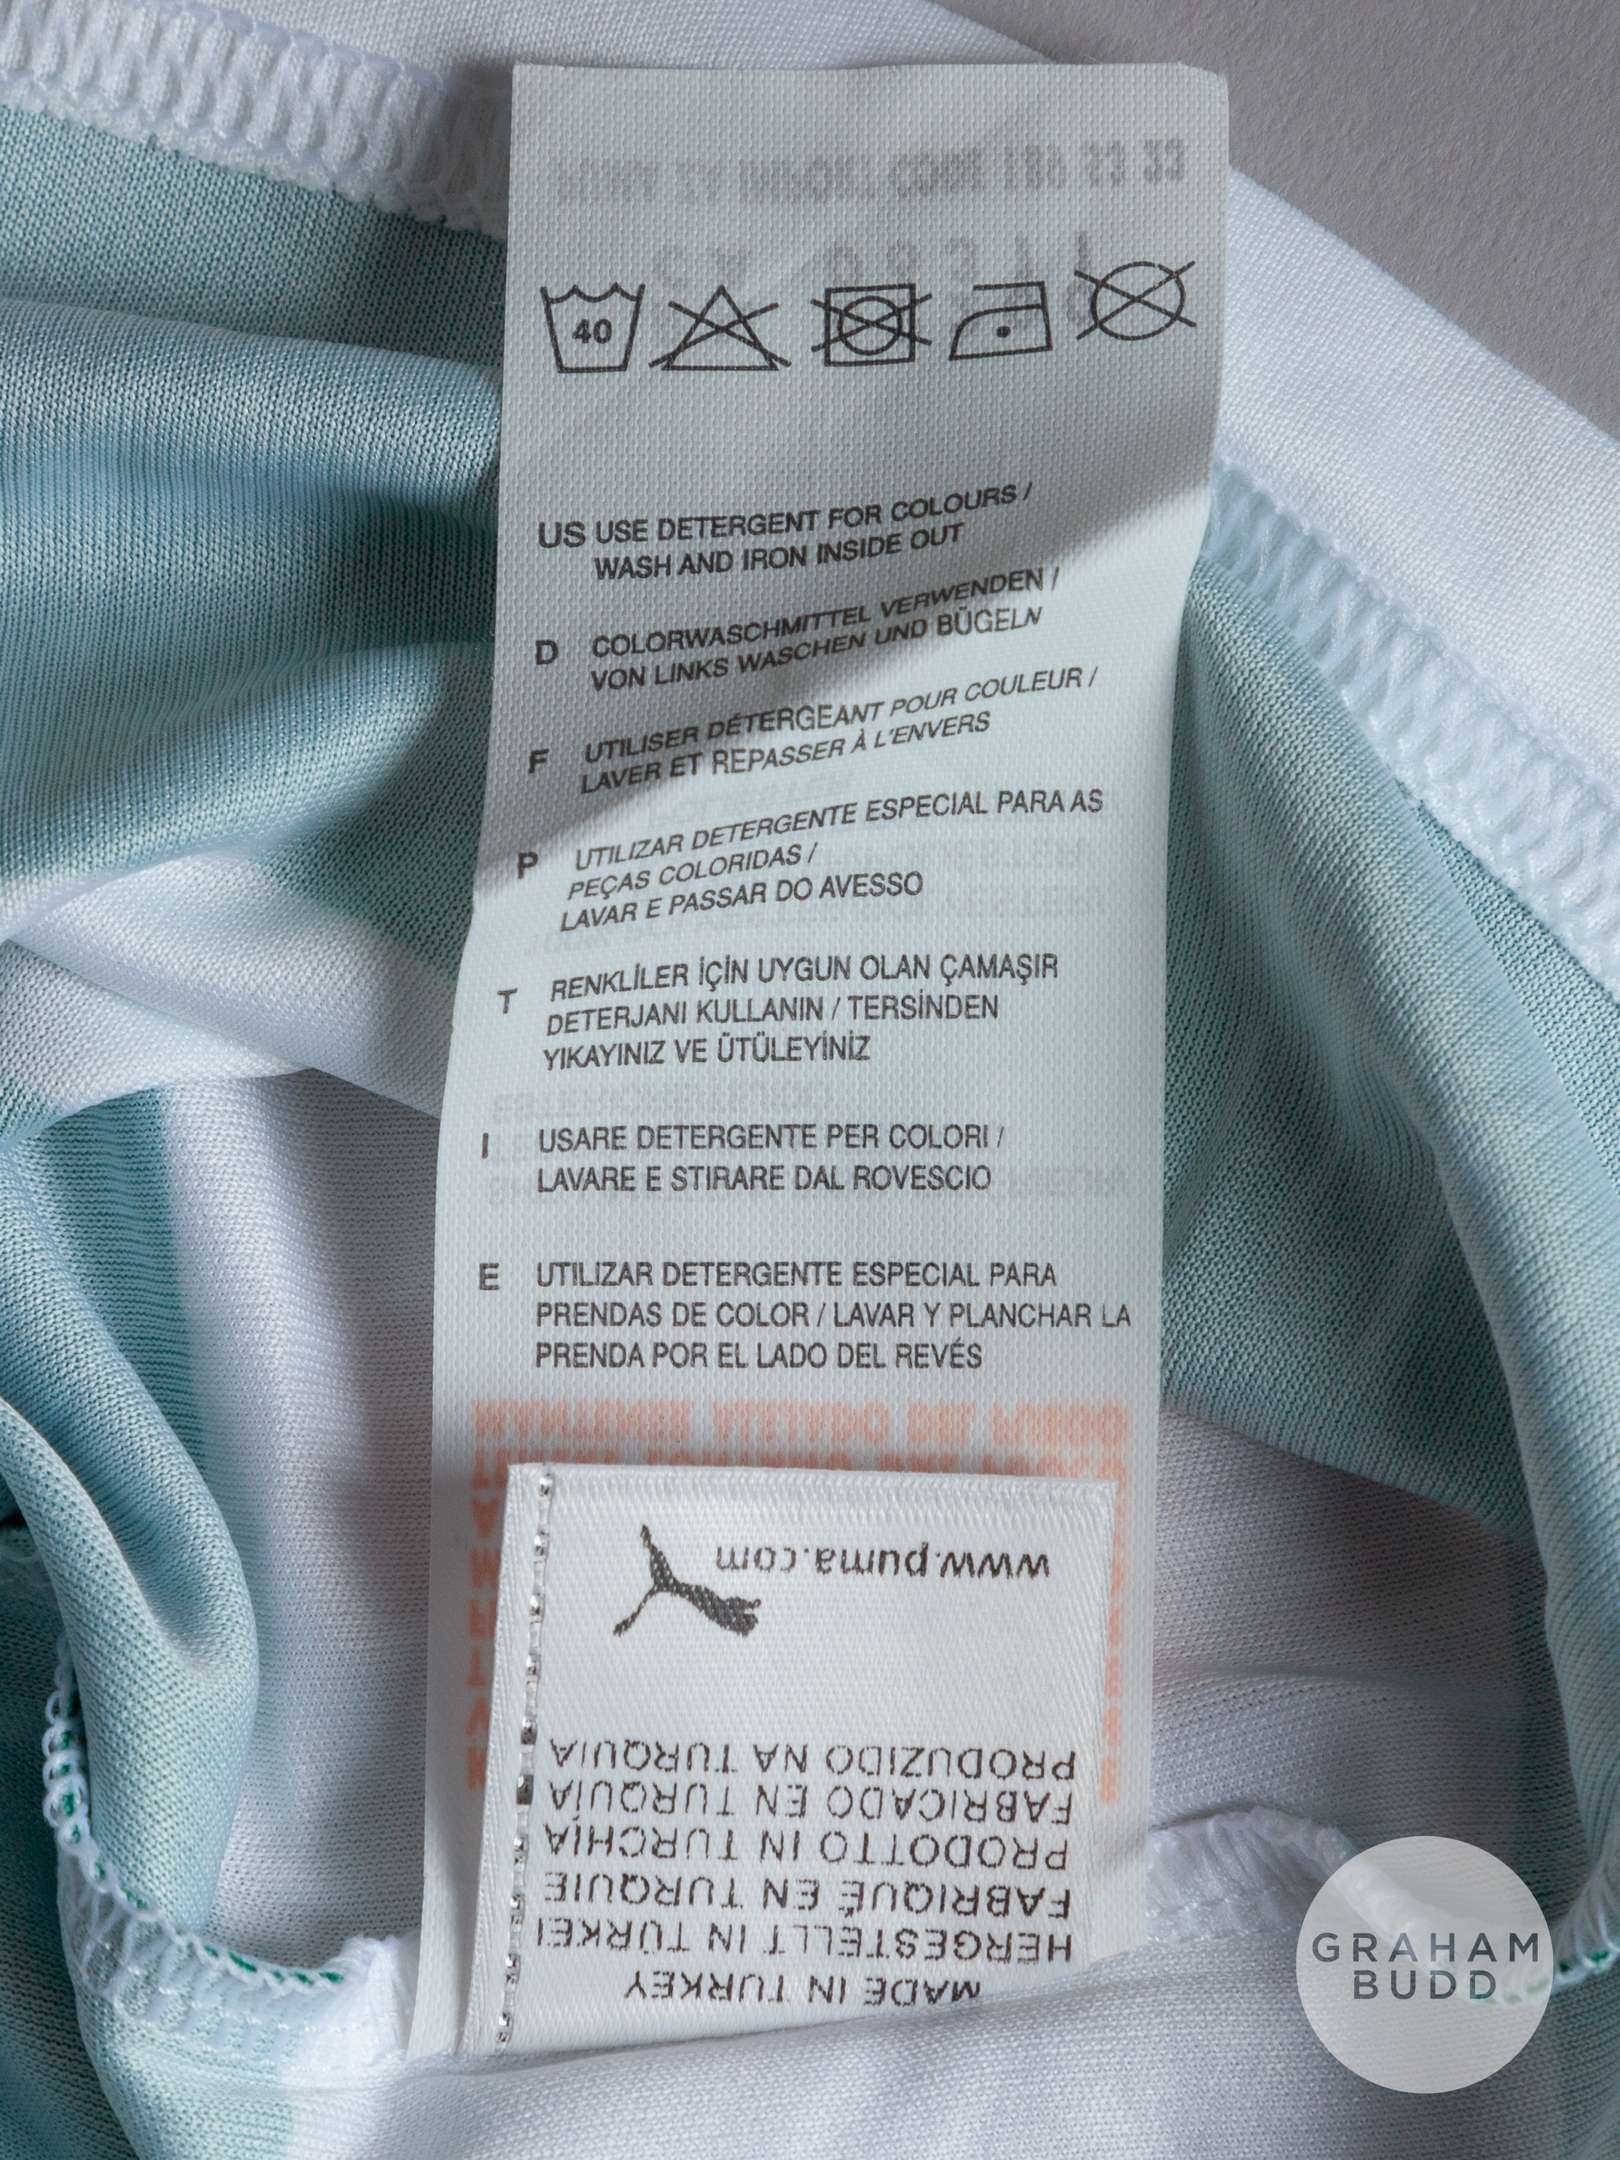 40
US USE DETERGENT FOR COLOURS /
WASH AND IRON INSIDE OUT
D COLORWASCHMITTEL VERWENDEN /
VON LINKS WASCHEN UND BÜGELN
F UTILISER DÉTERGEANT POUR COULEUR /
LAVER ET REPASSER À L'ENVERS
P UTILIZAR DETERGENTE ESPECIAL PARA AS
PEÇAS COLORIDAS /
LAVAR E PASSAR DO AVESSO
T RENKLİLER İÇİN UYGUN OLAN ÇAMAŞIR
DETERJANI KULLANIN / TERSİNDEN
YIKAYINIZ VE ÜTÜLEYİNİZ
I USARE DETERGENTE PER COLORI /
LAVARE E STIRARE DAL ROVESCIO
E UTILIZAR DETERGENTE ESPECIAL PARA
PRENDAS DE COLOR / LAVAR Y PLANCHAR LA
PRENDA POR EL LADO DEL REVÉS
MADE IN TURKEY
HERGESTELLT IN TÜRKEI
FABRIQUÉ EN TURQUIE
PRODOTTO IN TURCHÍA
FABRICADO EN TURQUÍA
PRODUZIDO NA TURQUIA
www.puma.com
GRAHAM
BUDD